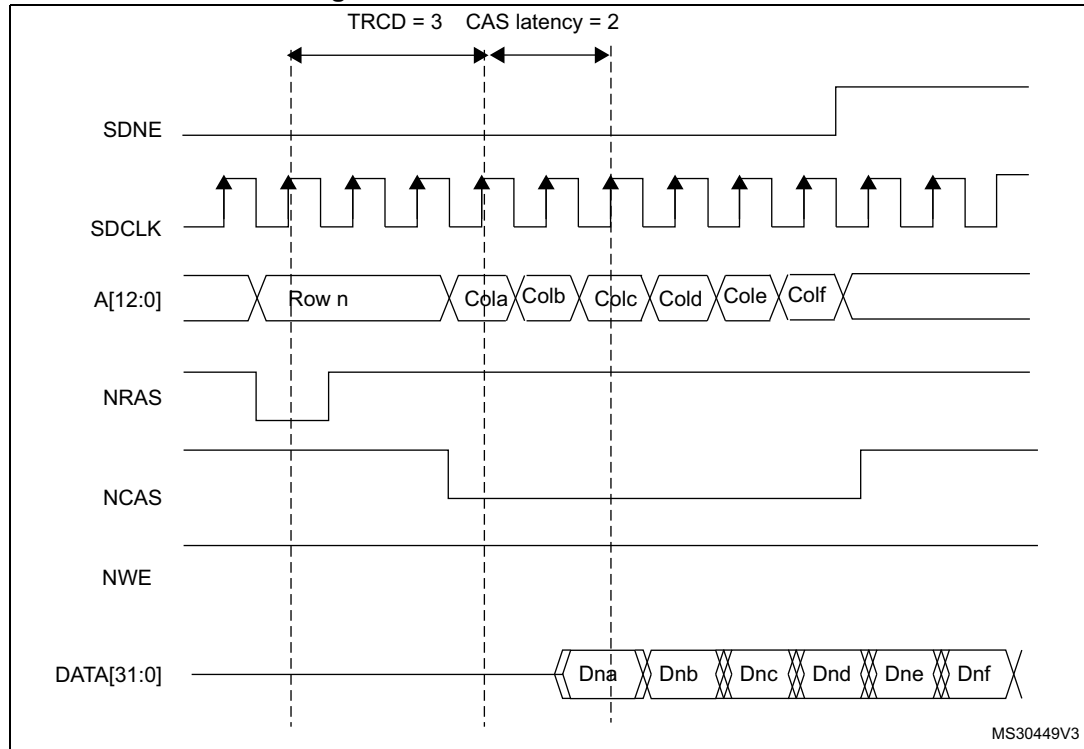 TRCD = 3 CAS latency = 2
SDNE
SDCLK
A[12:0] Row n Cola Colb Colc Cold Cole Colf
NRAS
NCAS
NWE
DATA[31:0] Dna Dnb Dnc Dnd Dne Dnf
MS30449V3